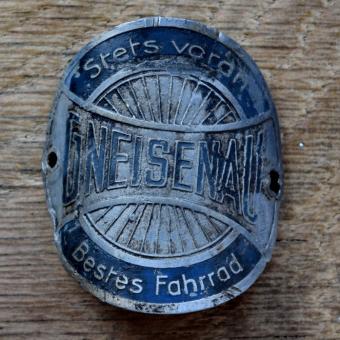 Stets voran
GNEISENAU
Bestes Fahrrad